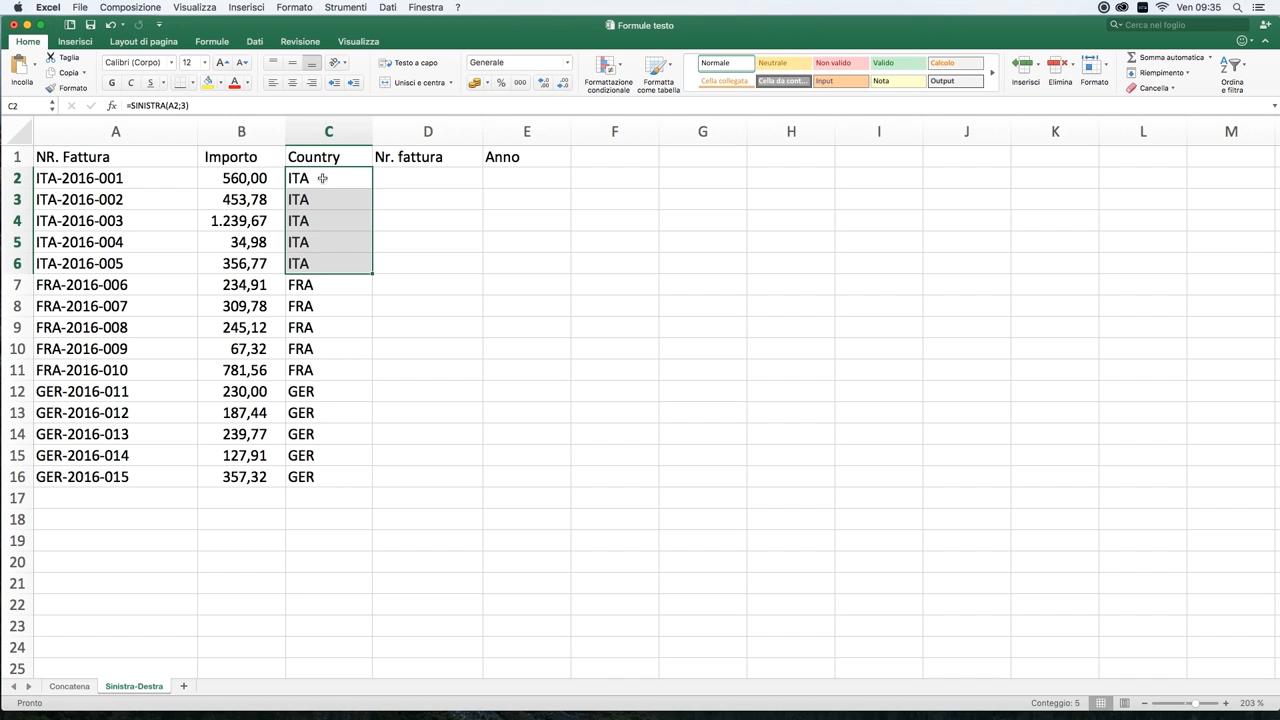 Excel File Composizione Visualizza Inserisci Formato Strumenti Dati Finestra ? Ven 09:35
Formule testo Cerca nel foglio
Home Inserisci Layout di pagina Formule Dati Revisione Visualizza
Incolla Taglia Copia Formato Calibri (Corpo) 12 A A Testo a capo Generale Formattazione condizionale Formatta come tabella Normale Neutrale Non valido Valido Calcolo Inserisci Elimina Formato Somma automatica Ordina e filtra
G C S A Unisci e centra % 000 Cella collegata Cella da cont... Input Nota Output Riempimento
Cancella
C2 fx =SINISTRA(A2;3)
A B C D E F G H I J K L M
1 NR. Fattura Importo Country Nr. fattura Anno
2 ITA-2016-001 560,00 ITA
3 ITA-2016-002 453,78 ITA
4 ITA-2016-003 1.239,67 ITA
5 ITA-2016-004 34,98 ITA
6 ITA-2016-005 356,77 ITA
7 FRA-2016-006 234,91 FRA
8 FRA-2016-007 309,78 FRA
9 FRA-2016-008 245,12 FRA
10 FRA-2016-009 67,32 FRA
11 FRA-2016-010 781,56 FRA
12 GER-2016-011 230,00 GER
13 GER-2016-012 187,44 GER
14 GER-2016-013 239,77 GER
15 GER-2016-014 127,91 GER
16 GER-2016-015 357,32 GER
17
18
19
20
21
22
23
24
25
Concatena Sinistra-Destra +
Pronto Conteggio: 5 203 %